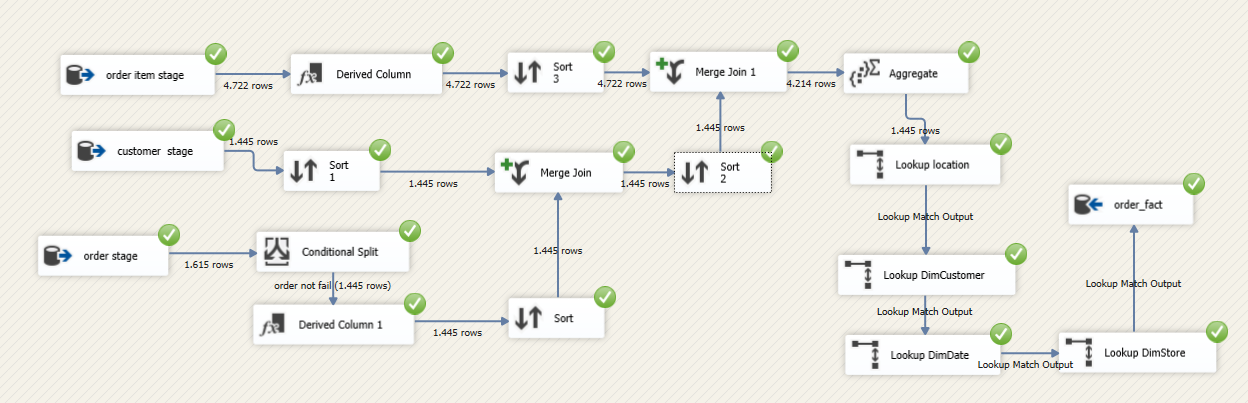 order item stage
4.722 rows
Derived Column
4.722 rows
Sort
3
4.722 rows
Merge Join 1
4.214 rows
Aggregate
1.445 rows
customer stage
1.445 rows
Sort
1
1.445 rows
Merge Join
1.445 rows
Sort
2
1.445 rows
Lookup location
Lookup Match Output
order stage
1.615 rows
Conditional Split
order not fail (1.445 rows)
Derived Column 1
1.445 rows
Sort
1.445 rows
Lookup DimCustomer
Lookup Match Output
Lookup DimDate
Lookup Match Output
Lookup DimStore
Lookup Match Output
order_fact